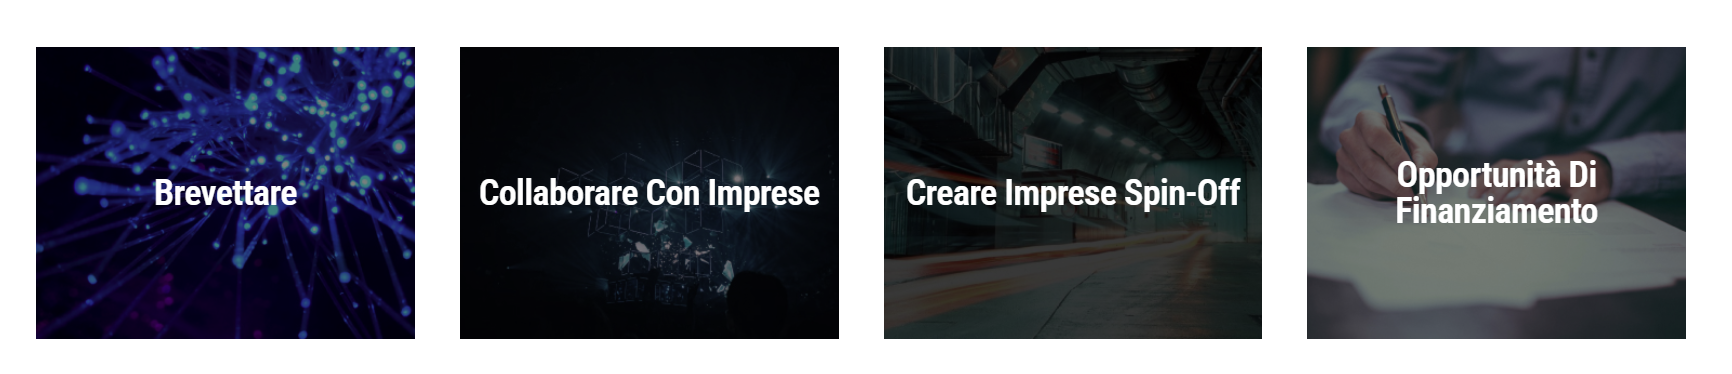 Brevettare
Collaborare Con Imprese
Creare Imprese Spin-Off
Opportunità Di
Finanziamento